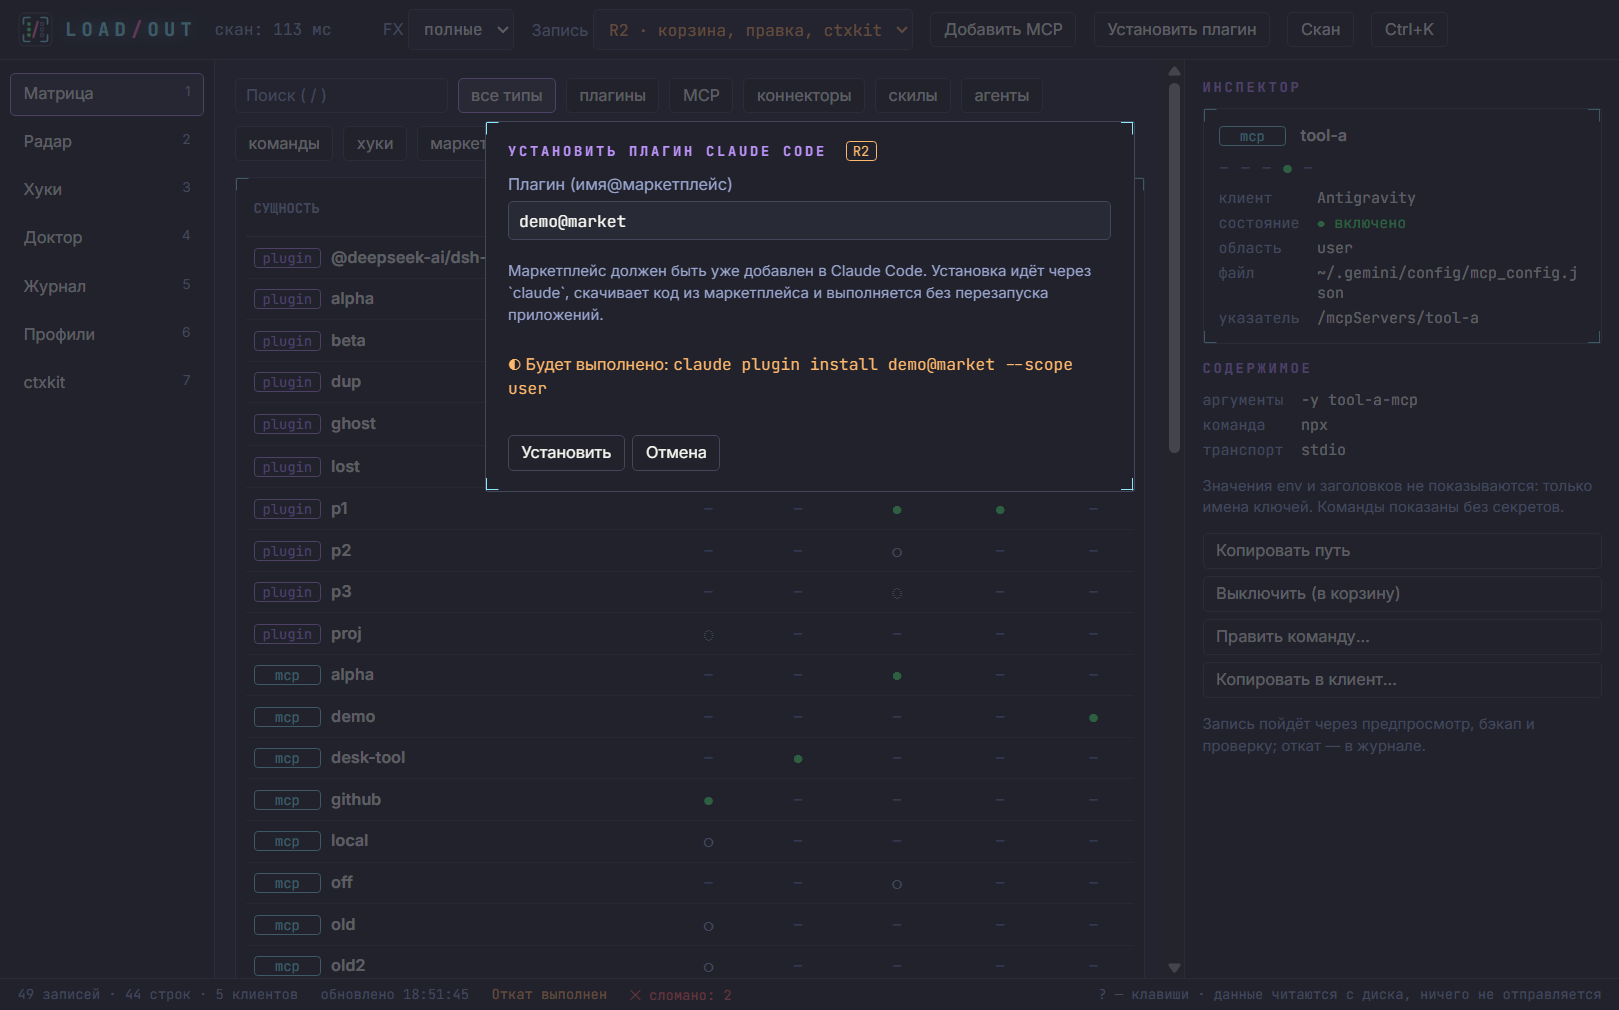 LOAD/OUT
скан: 113 мс
FX
полные
Запись
R2 · корзина, правка, ctxkit
Добавить MCP
Установить плагин
Скан
Ctrl+K
Матрица 1
Радар 2
Хуки 3
Доктор 4
Журнал 5
Профили 6
ctxkit 7
Поиск ( / )
все типы
плагины
MCP
коннекторы
скилы
агенты
команды
хуки
маркет
СУЩНОСТЬ
plugin @deepseek-ai/dsh-
plugin alpha
plugin beta
plugin dup
plugin ghost
plugin lost
plugin p1
plugin p2
plugin p3
plugin proj
mcp alpha
mcp demo
mcp desk-tool
mcp github
mcp local
mcp off
mcp old
mcp old2
УСТАНОВИТЬ ПЛАГИН CLAUDE CODE R2
Плагин (имя@маркетплейс)
demo@market
Маркетплейс должен быть уже добавлен в Claude Code. Установка идёт через
`claude`, скачивает код из маркетплейса и выполняется без перезапуска
приложений.
Будет выполнено: claude plugin install demo@market --scope
user
Установить
Отмена
ИНСПЕКТОР
mcp tool-a
клиент Antigravity
состояние включено
область user
файл ~/.gemini/config/mcp_config.j
son
указатель /mcpServers/tool-a
СОДЕРЖИМОЕ
аргументы -y tool-a-mcp
команда npx
транспорт stdio
Значения env и заголовков не показываются: только
имена ключей. Команды показаны без секретов.
Копировать путь
Выключить (в корзину)
Править команду…
Копировать в клиент…
Запись пойдёт через предпросмотр, бэкап и
проверку; откат — в журнале.
49 записей · 44 строк · 5 клиентов
обновлено 18:51:45
Откат выполнен
× сломано: 2
? — клавиши · данные читаются с диска, ничего не отправляется